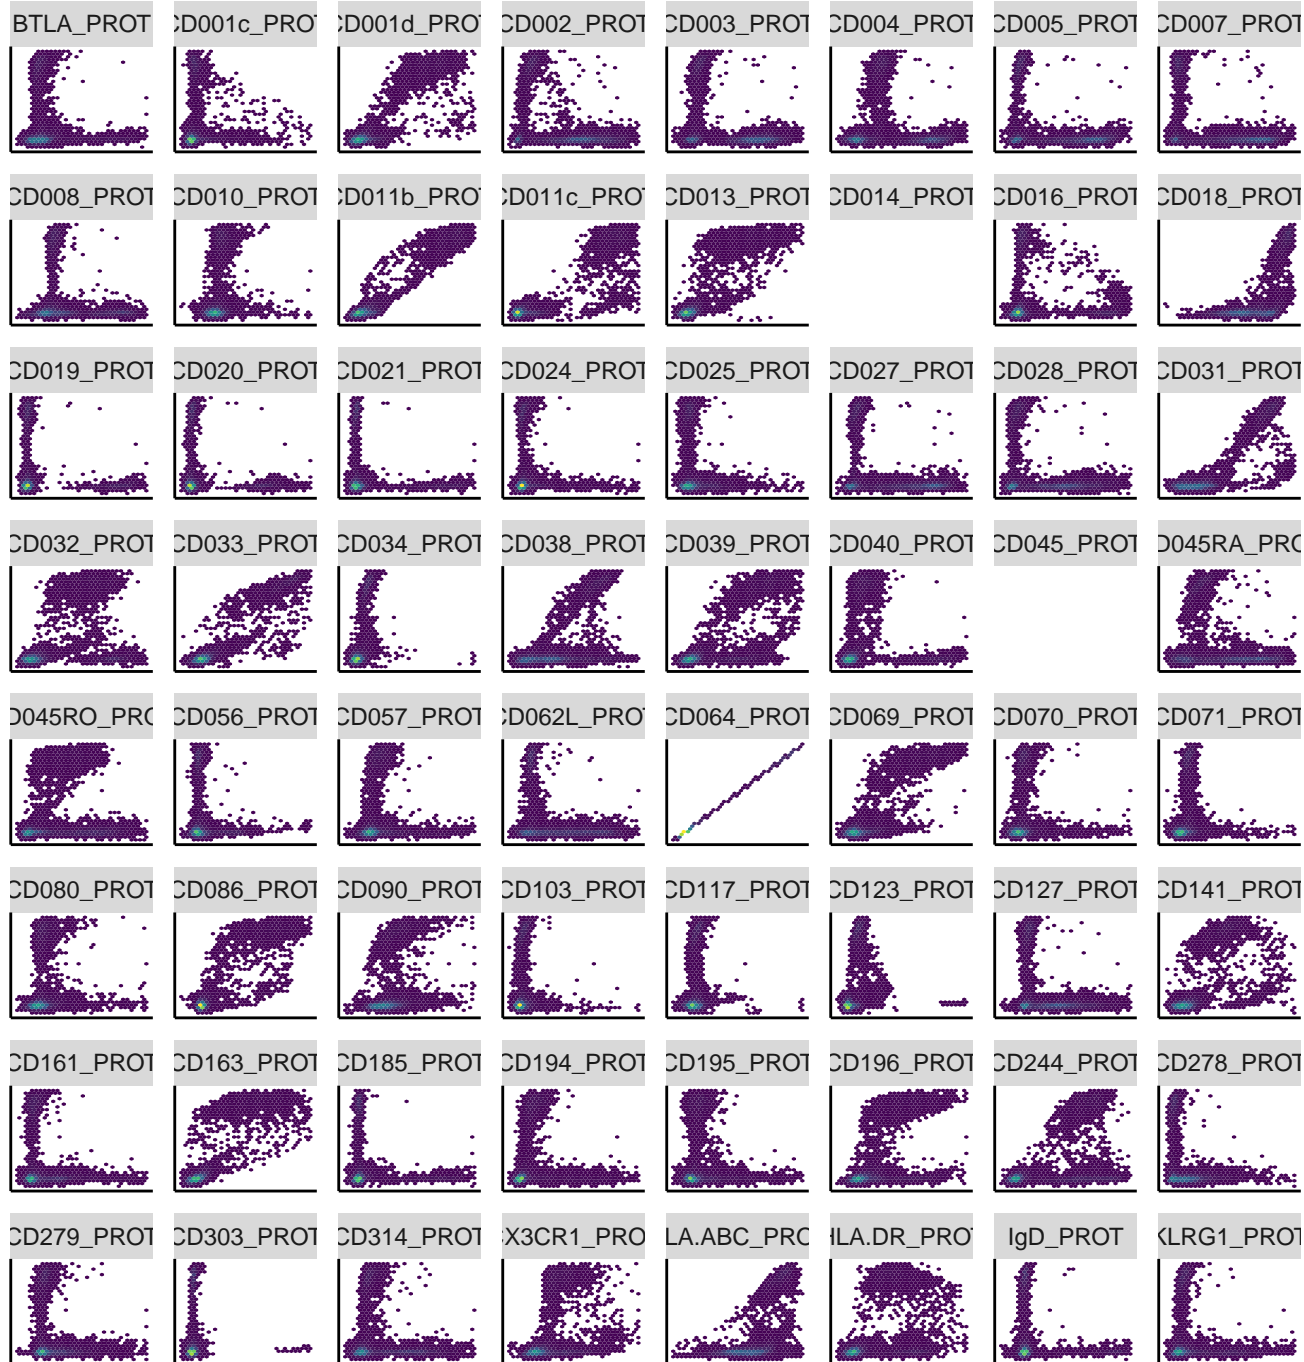 BTLA_PROT CD001c_PROT CD001d_PROT CD002_PROT CD003_PROT CD004_PROT CD005_PROT CD007_PROT
CD008_PROT CD010_PROT CD011b_PROT CD011c_PROT CD013_PROT CD014_PROT CD016_PROT CD018_PROT
CD019_PROT CD020_PROT CD021_PROT CD024_PROT CD025_PROT CD027_PROT CD028_PROT CD031_PROT
CD032_PROT CD033_PROT CD034_PROT CD038_PROT CD039_PROT CD040_PROT CD045_PROT D045RA_PRO
D045RO_PRO CD056_PROT CD057_PROT CD062L_PROT CD064_PROT CD069_PROT CD070_PROT CD071_PROT
CD080_PROT CD086_PROT CD090_PROT CD103_PROT CD117_PROT CD123_PROT CD127_PROT CD141_PROT
CD161_PROT CD163_PROT CD185_PROT CD194_PROT CD195_PROT CD196_PROT CD244_PROT CD278_PROT
CD279_PROT CD303_PROT CD314_PROT CX3CR1_PRO LA.ABC_PRO HLA.DR_PROT IgD_PROT KLRG1_PROT